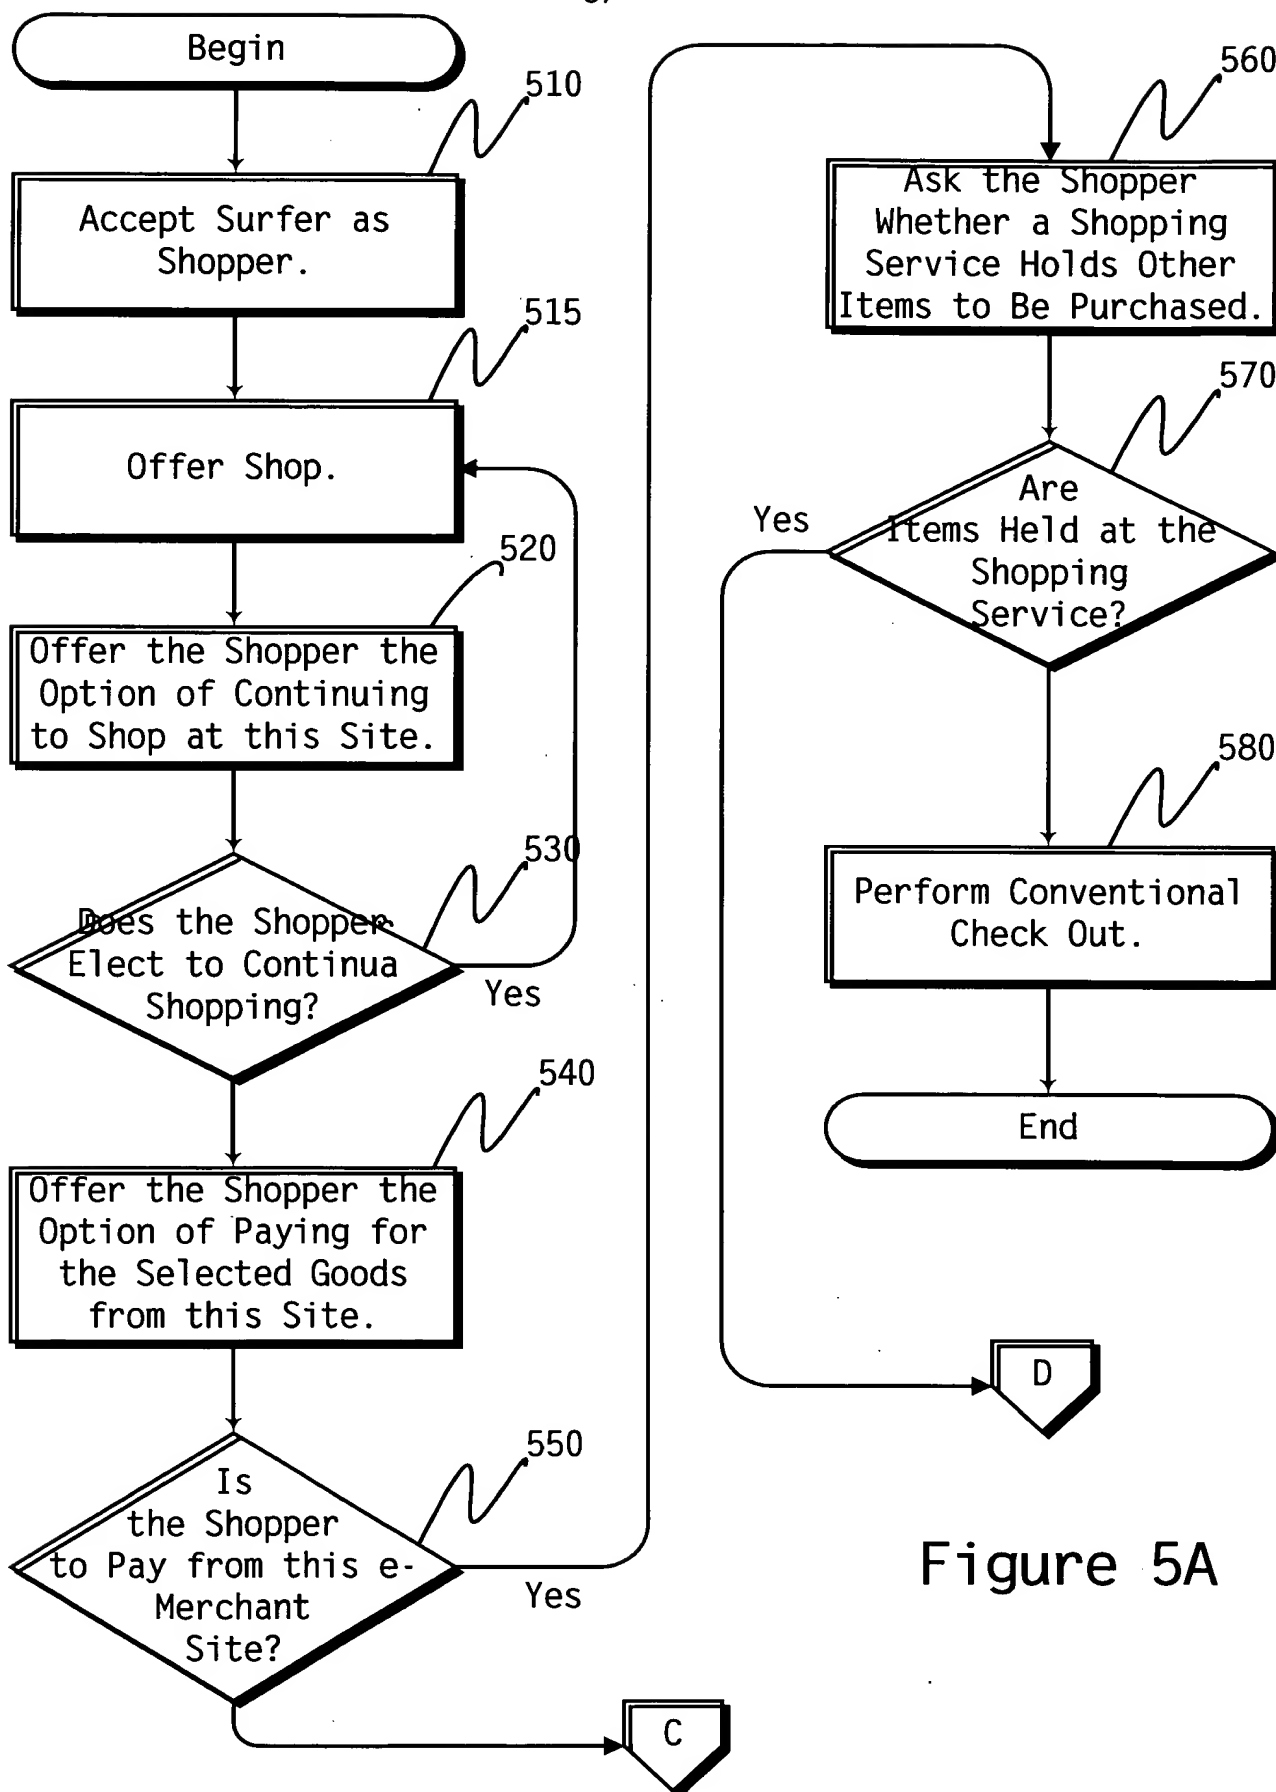 Begin
510
Accept Surfer as
Shopper.
515
Offer Shop.
520
Offer the Shopper the
Option of Continuing
to Shop at this Site.
530
Does the Shopper
Elect to Continua
Shopping?
Yes
540
Offer the Shopper the
Option of Paying for
the Selected Goods
from this Site.
550
Is
the Shopper
to Pay from this e-
Merchant
Site?
Yes
C
560
Ask the Shopper
Whether a Shopping
Service Holds Other
Items to Be Purchased.
570
Are
Items Held at the
Shopping
Service?
Yes
580
Perform Conventional
Check Out.
End
D
Figure 5A